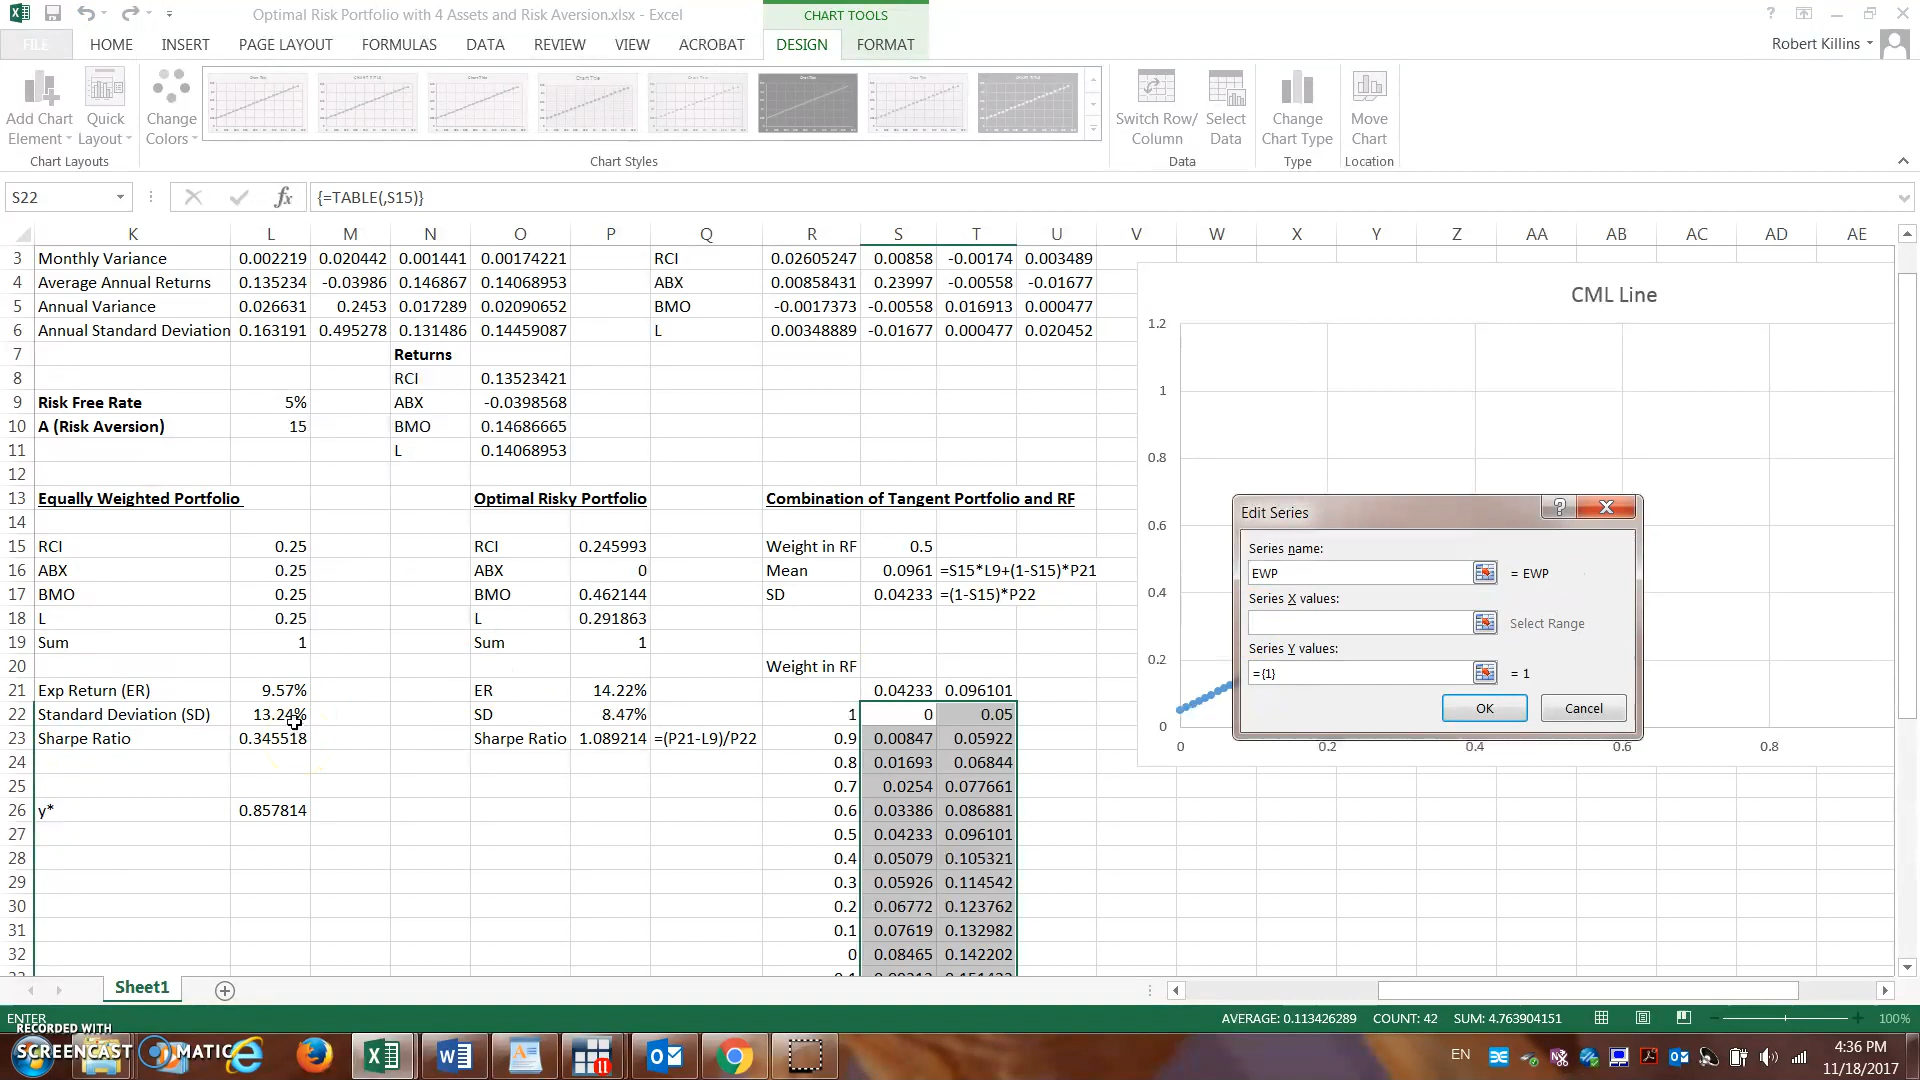 Optimal Risk Portfolio with 4 Assets and Risk Aversion.xlsx - Excel
CHART TOOLS
FILE HOME INSERT PAGE LAYOUT FORMULAS DATA REVIEW VIEW ACROBAT DESIGN FORMAT
Robert Killins
Add Chart Element
Quick Layout
Change Colors
Switch Row/ Column
Select Data
Change Chart Type
Move Chart
Chart Layouts
Chart Styles
Data
Type
Location
S22
fx
{=TABLE(,S15)}
K L M N O P Q R S T U V W X Y Z AA AB AC AD AE
3 Monthly Variance 0.002219 0.020442 0.001441 0.00174221 RCI 0.02605247 0.00858 -0.00174 0.003489
4 Average Annual Returns 0.135234 -0.03986 0.146867 0.14068953 ABX 0.00858431 0.23997 -0.00558 -0.01677
5 Annual Variance 0.026631 0.2453 0.017289 0.02090652 BMO -0.0017373 -0.00558 0.016913 0.000477
6 Annual Standard Deviation 0.163191 0.495278 0.131486 0.14459087 L 0.00348889 -0.01677 0.000477 0.020452
7 Returns
8 RCI 0.13523421
9 Risk Free Rate 5% ABX -0.0398568
10 A (Risk Aversion) 15 BMO 0.14686665
11 L 0.14068953
12
13 Equally Weighted Portfolio Optimal Risky Portfolio Combination of Tangent Portfolio and RF
14
15 RCI 0.25 RCI 0.245993 Weight in RF 0.5
16 ABX 0.25 ABX 0 Mean 0.0961 =S15*L9+(1-S15)*P21
17 BMO 0.25 BMO 0.462144 SD 0.04233 =(1-S15)*P22
18 L 0.25 L 0.291863
19 Sum 1 Sum 1
20 Weight in RF
21 Exp Return (ER) 9.57% ER 14.22% 0.04233 0.096101
22 Standard Deviation (SD) 13.24% SD 8.47% 1 0 0.05
23 Sharpe Ratio 0.345518 Sharpe Ratio 1.089214 =(P21-L9)/P22 0.9 0.00847 0.05922
24 0.8 0.01693 0.06844
25 0.7 0.0254 0.077661
26 y* 0.857814 0.6 0.03386 0.086881
27 0.5 0.04233 0.096101
28 0.4 0.05079 0.105321
29 0.3 0.05926 0.114542
30 0.2 0.06772 0.123762
31 0.1 0.07619 0.132982
32 0 0.08465 0.142202
CML Line
1.2
1
0.8
0.6
0.4
0.2
0
0 0.2 0.4 0.6 0.8
Edit Series
Series name:
EWP = EWP
Series X values:
Select Range
Series Y values:
={1} = 1
OK Cancel
Sheet1
ENTER
AVERAGE: 0.113426289 COUNT: 42 SUM: 4.763904151
100%
RECORDED WITH
SCREENCAST MATIC
EN
4:36 PM
11/18/2017